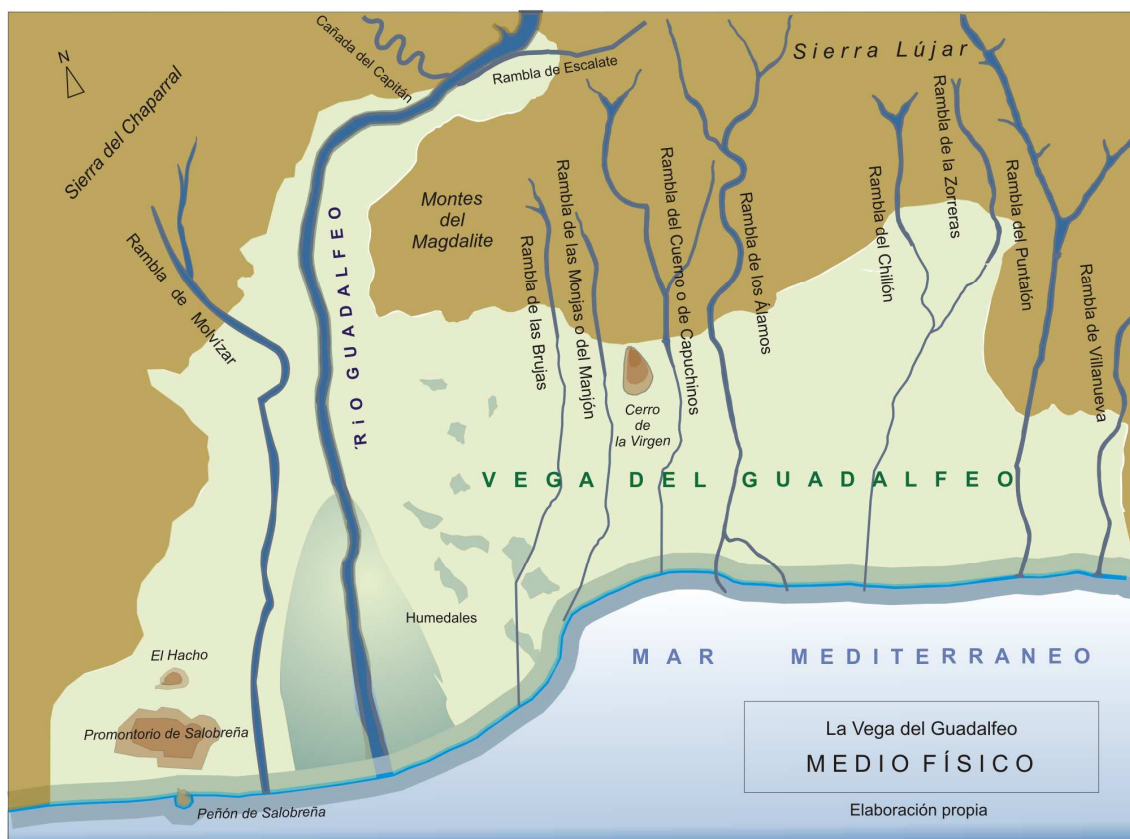 N
Cañada del Capitán
Rambla de Escalate
Sierra Lújar
Sierra del Chaparral
Montes
del
Magdalite
Rambla de Molvízar
RíO GUADALFEO
Rambla de las Brujas
Rambla de las Monjas o del Manjón
Rambla del Cuerno o de Capuchinos
Rambla de los Álamos
Rambla del Chillón
Rambla de la Zorreras
Rambla del Puntalón
Rambla de Villanueva
Cerro
de
la Virgen
VEGA DEL GUADALFEO
Humedales
El Hacho
Promontorio de Salobreña
Peñón de Salobreña
MAR MEDITERRANEO
La Vega del Guadalfeo
MEDIO FÍSICO
Elaboración propia